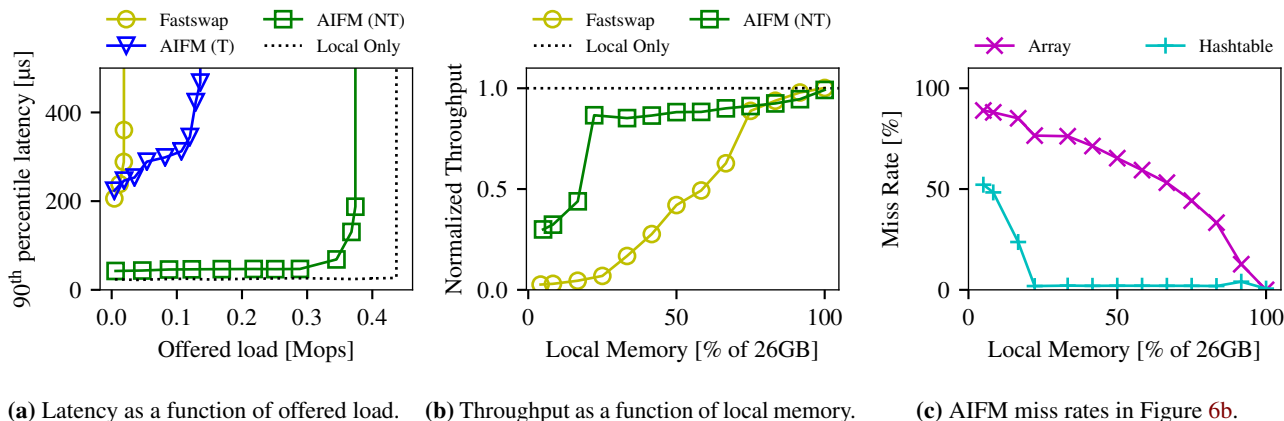 Fastswap
AIFM (T)
AIFM (NT)
Local Only
90th percentile latency [µs]
400
200
0
0.0 0.1 0.2 0.3 0.4
Offered load [Mops]
(a) Latency as a function of offered load.
Fastswap
Local Only
AIFM (NT)
Normalized Throughput
1.0
0.5
0.0
0 50 100
Local Memory [% of 26GB]
(b) Throughput as a function of local memory.
Array
Hashtable
Miss Rate [%]
100
50
0
0 50 100
Local Memory [% of 26GB]
(c) AIFM miss rates in Figure 6b.